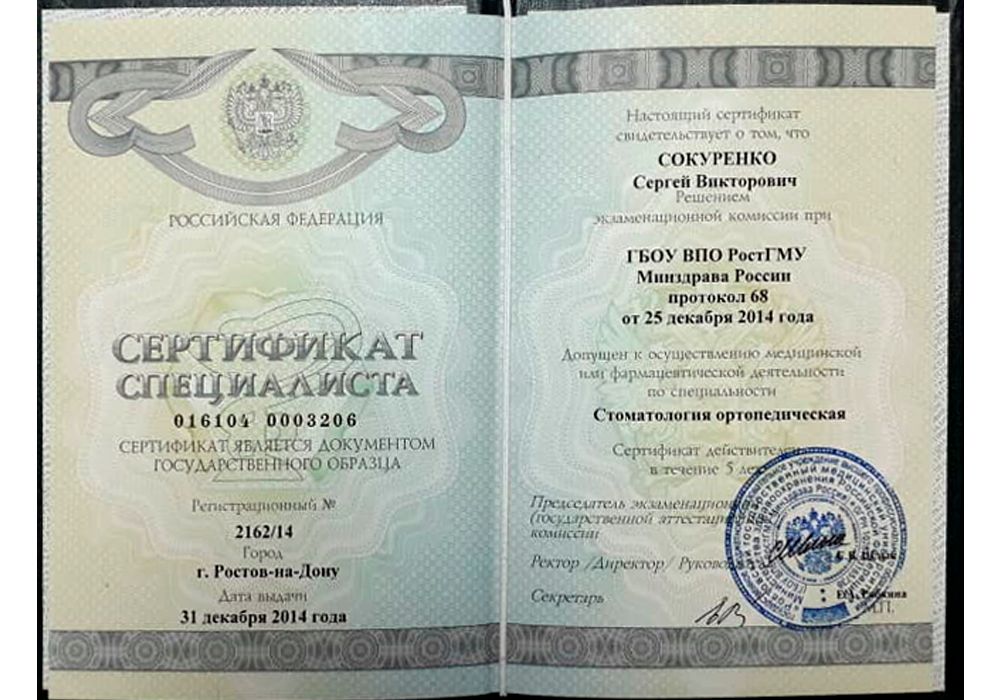 РОССИЙСКАЯ ФЕДЕРАЦИЯ
СЕРТИФИКАТ
СПЕЦИАЛИСТА
016104 0003206
СЕРТИФИКАТ ЯВЛЯЕТСЯ ДОКУМЕНТОМ
ГОСУДАРСТВЕННОГО ОБРАЗЦА
Регистрационный №
2162/14
Город
г. Ростов-на-Дону
Дата выдачи
31 декабря 2014 года
Настоящий сертификат
свидетельствует о том, что
СОКУРЕНКО
Сергей Викторович
Решением
экзаменационной комиссии при
ГБОУ ВПО РостГМУ
Минздрава России
протокол 68
от 25 декабря 2014 года
Допущен к осуществлению медицинской
или фармацевтической деятельности
по специальности
Стоматология ортопедическая
Сертификат действителен
в течение 5 лет
Председатель экзаменационной
(государственной аттестац
комиссии
Ректор /Директор/ Руково
Секретарь
М.П.